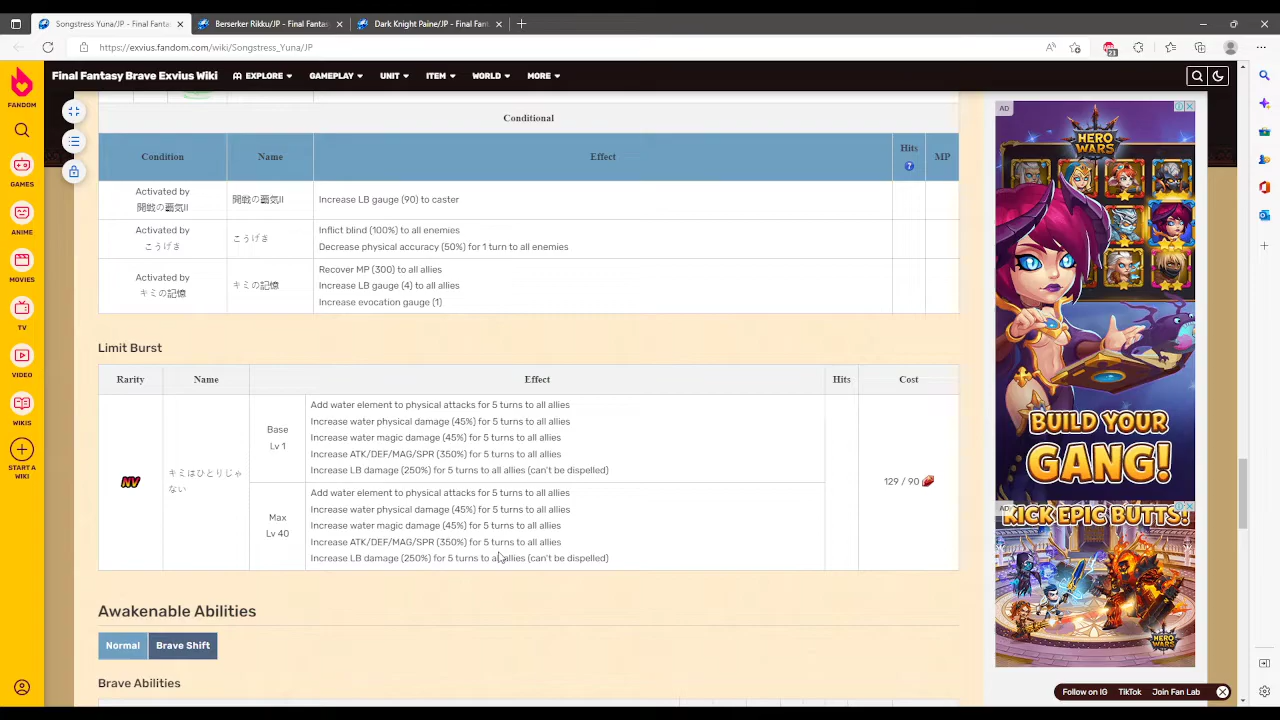 Songstress Yuna/JP - Final Fantas
Berserker Rikku/JP - Final Fantas
Dark Knight Paine/JP - Final Fant
https://exvius.fandom.com/wiki/Songstress_Yuna/JP
23
FANDOM
Final Fantasy Brave Exvius Wiki
EXPLORE
GAMEPLAY
UNIT
ITEM
WORLD
MORE
GAMES
ANIME
MOVIES
TV
VIDEO
WIKIS
START A
WIKI
Conditional
Condition
Name
Effect
Hits
?
MP
Activated by
開戦の覇気II
開戦の覇気II
Increase LB gauge (90) to caster
Activated by
こうげき
こうげき
Inflict blind (100%) to all enemies
Decrease physical accuracy (50%) for 1 turn to all enemies
Activated by
キミの記憶
キミの記憶
Recover MP (300) to all allies
Increase LB gauge (4) to all allies
Increase evocation gauge (1)
Limit Burst
Rarity
Name
Effect
Hits
Cost
NV
キミはひとりじゃ
ない
Base
Lv 1
Add water element to physical attacks for 5 turns to all allies
Increase water physical damage (45%) for 5 turns to all allies
Increase water magic damage (45%) for 5 turns to all allies
Increase ATK/DEF/MAG/SPR (350%) for 5 turns to all allies
Increase LB damage (250%) for 5 turns to all allies (can't be dispelled)
Max
Lv 40
Add water element to physical attacks for 5 turns to all allies
Increase water physical damage (45%) for 5 turns to all allies
Increase water magic damage (45%) for 5 turns to all allies
Increase ATK/DEF/MAG/SPR (350%) for 5 turns to all allies
Increase LB damage (250%) for 5 turns to all allies (can't be dispelled)
129 / 90
Awakenable Abilities
Normal
Brave Shift
Brave Abilities
AD
HERO
WARS
BUILD YOUR
GANG!
AD
KICK EPIC BUTTS!
HERO
WARS
Follow on IG
TikTok
Join Fan Lab